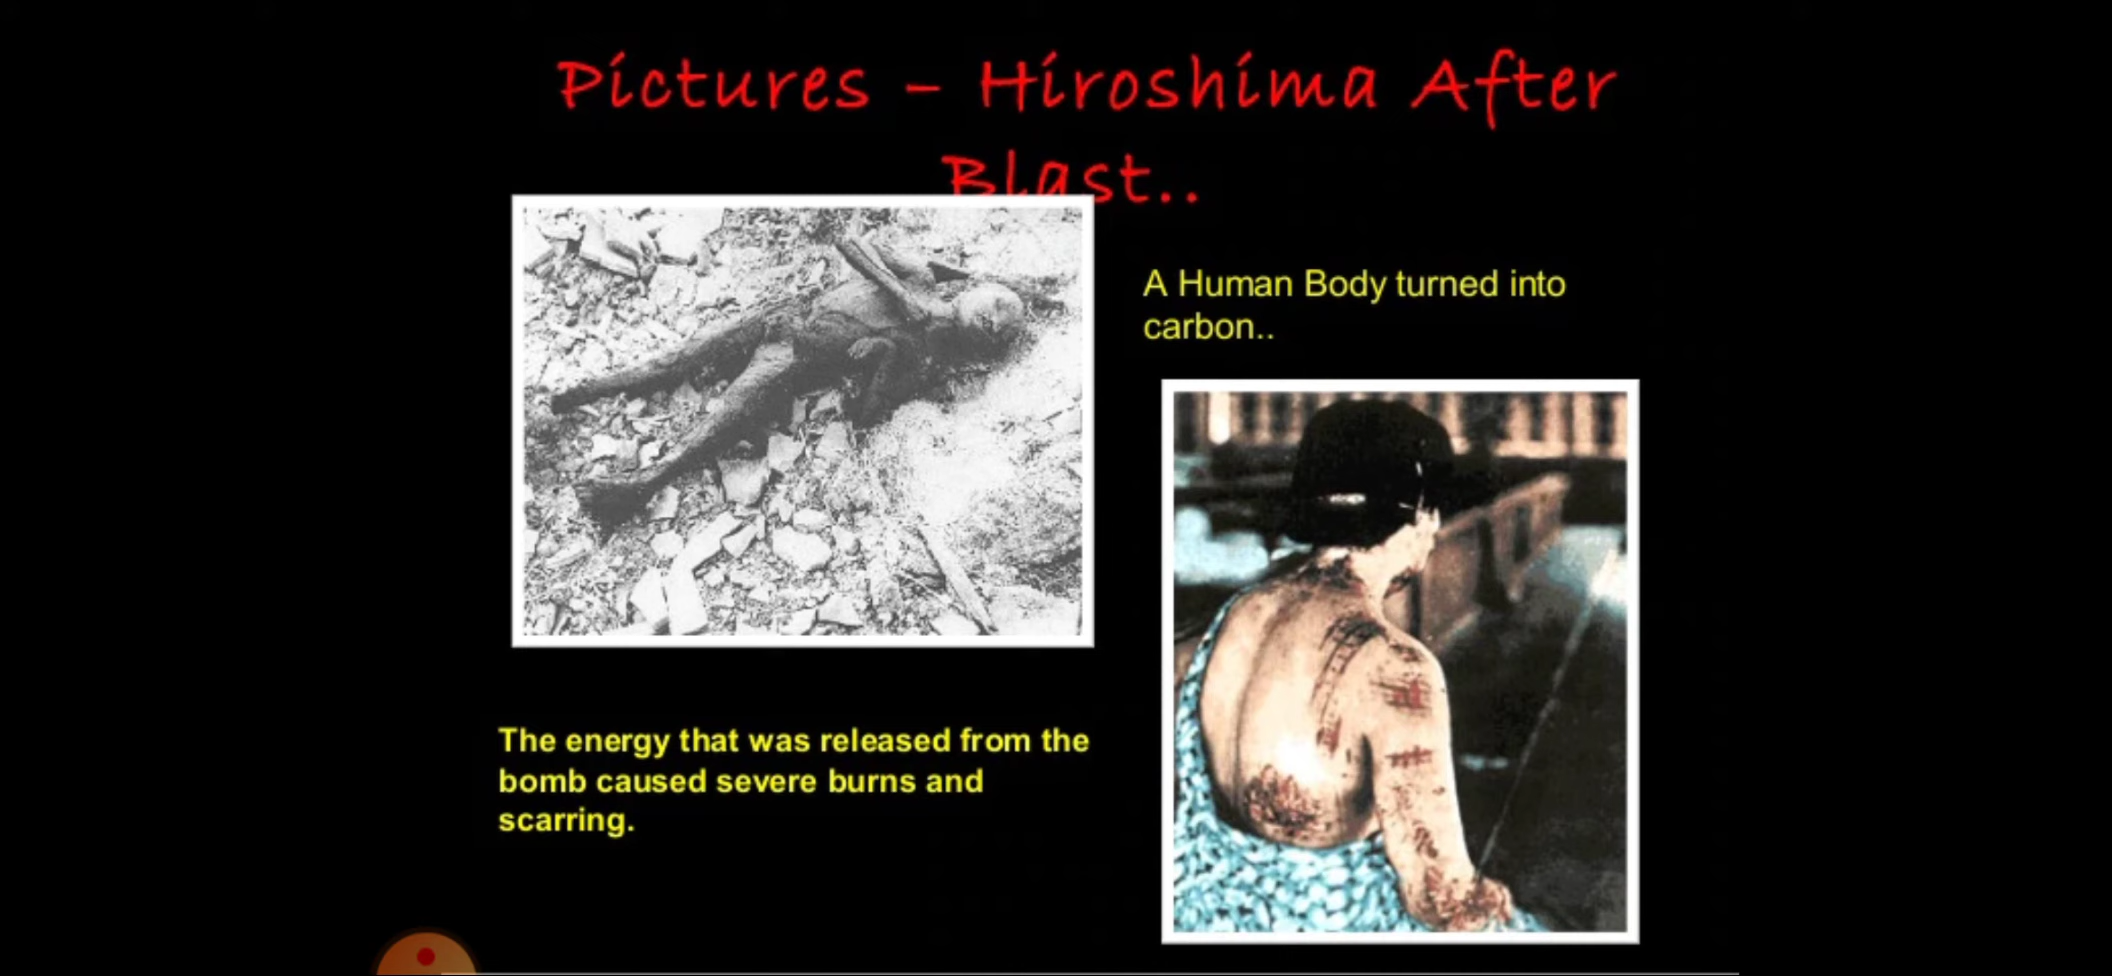 Pictures – Hiroshima After
Blast..
A Human Body turned into
carbon..
The energy that was released from the
bomb caused severe burns and
scarring.